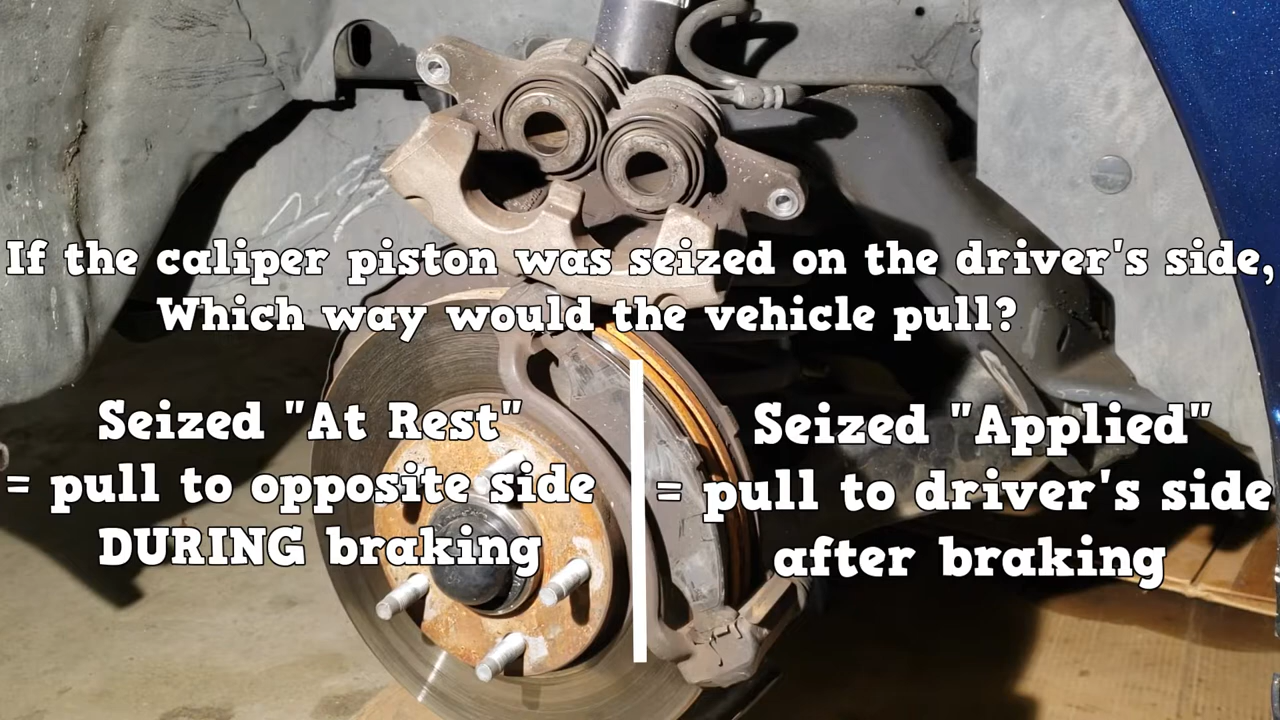 If the caliper piston was seized on the driver's side,
Which way would the vehicle pull?
Seized "At Rest"
= pull to opposite side
DURING braking
Seized "Applied"
= pull to driver's side
after braking